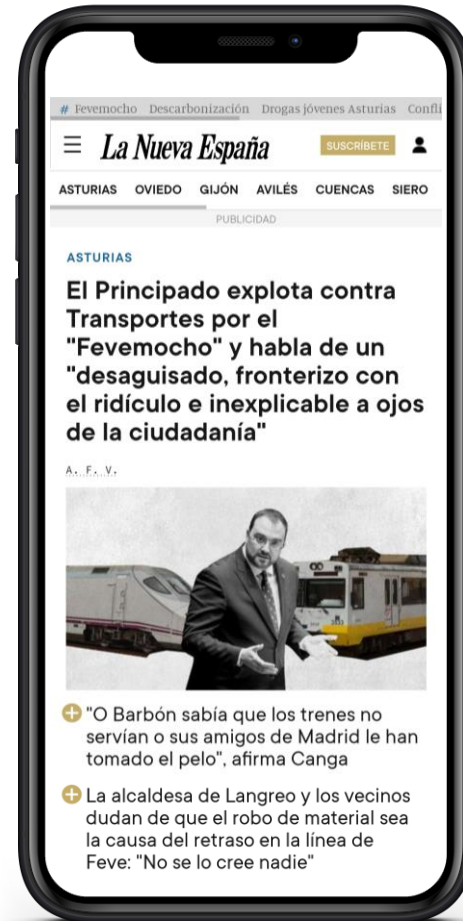 # Fevemocho Descarbonización Drogas jóvenes Asturias Confli
La Nueva España
SUSCRÍBETE
ASTURIAS OVIEDO GIJÓN AVILÉS CUENCAS SIERO
PUBLICIDAD
ASTURIAS
El Principado explota contra
Transportes por el
"Fevemocho" y habla de un
"desaguisado, fronterizo con
el ridículo e inexplicable a ojos
de la ciudadanía"
A. F. V.
"O Barbón sabía que los trenes no
servían o sus amigos de Madrid le han
tomado el pelo", afirma Canga
La alcaldesa de Langreo y los vecinos
dudan de que el robo de material sea
la causa del retraso en la línea de
Feve: "No se lo cree nadie"